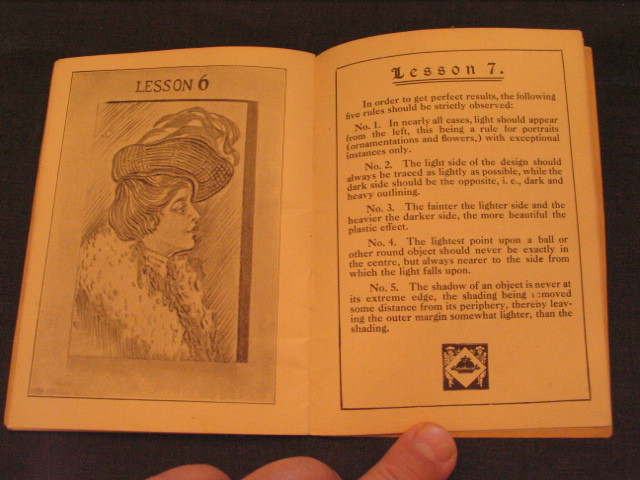 LESSON 6
Lesson 7.
In order to get perfect results, the following
five rules should be strictly observed:
No. 1. In nearly all cases, light should appear
from the left, this being a rule for portraits
(ornamentations and flowers,) with exceptional
instances only.
No. 2. The light side of the design should
always be traced as lightly as possible, while the
dark side should be the opposite, i. e., dark and
heavy outlining.
No. 3. The fainter the lighter side and the
heavier the darker side, the more beautiful the
plastic effect.
No. 4. The lightest point upon a ball or
other round object should never be exactly in
the centre, but always nearer to the side from
which the light falls upon.
No. 5. The shadow of an object is never at
its extreme edge, the shading being removed
some distance from its periphery, thereby leav-
ing the outer margin somewhat lighter, than the
shading.